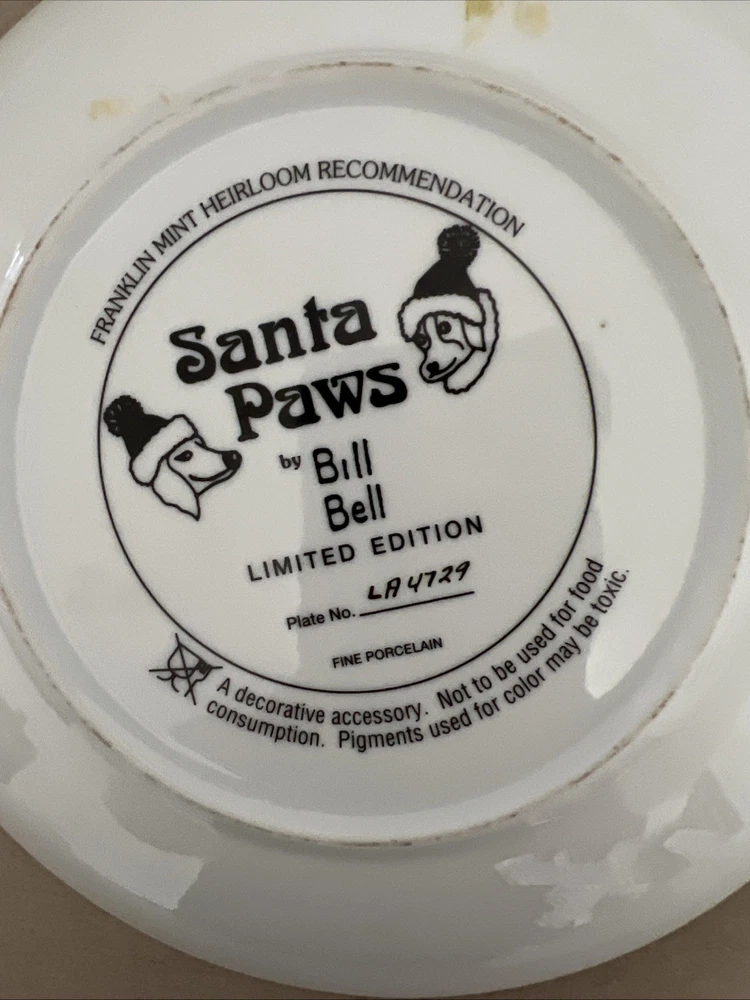 FRANKLIN MINT HEIRLOOM RECOMMENDATION
Santa
Paws
by Bill
Bell
LIMITED EDITION
Plate No. LA4729
FINE PORCELAIN
A decorative accessory. Not to be used for food
consumption. Pigments used for color may be toxic.